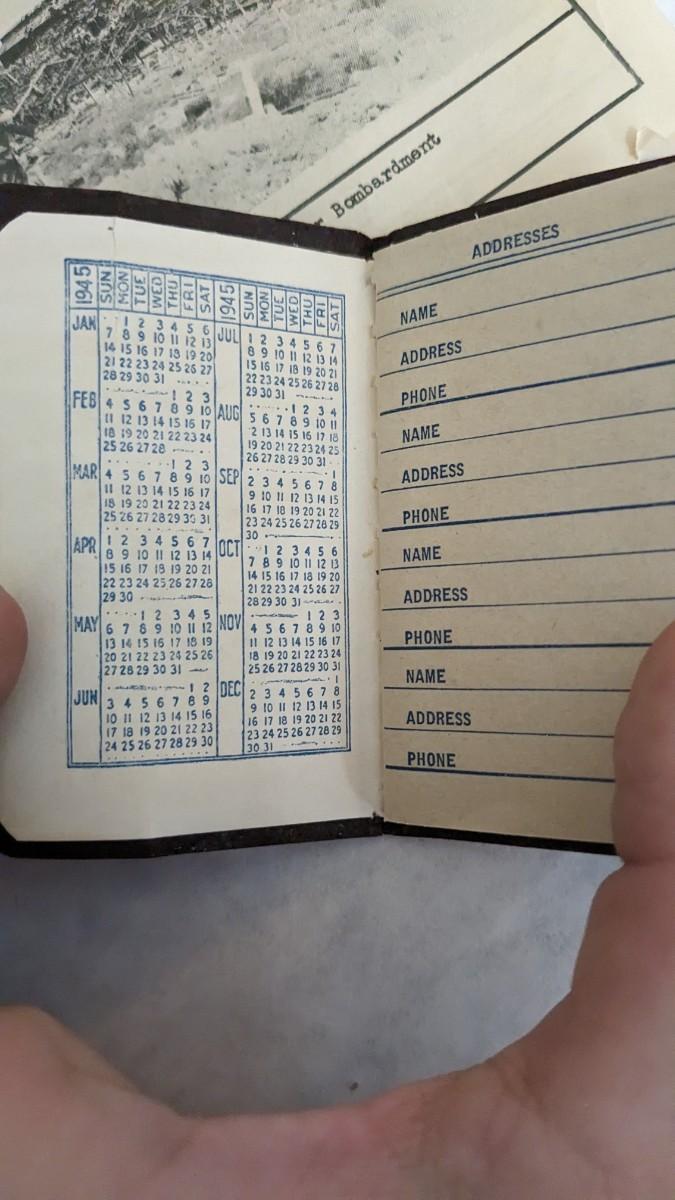 Bombardment
1945 SUN MON TUE WED THU FRI SAT
JAN 1 2 3 4 5 6
7 8 9 10 11 12 13
14 15 16 17 18 19 20
21 22 23 24 25 26 27
28 29 30 31
FEB 1 2 3
4 5 6 7 8 9 10
11 12 13 14 15 16 17
18 19 20 21 22 23 24
25 26 27 28
MAR 1 2 3
4 5 6 7 8 9 10
11 12 13 14 15 16 17
18 19 20 21 22 23 24
25 26 27 28 29 30 31
APR 1 2 3 4 5 6 7
8 9 10 11 12 13 14
15 16 17 18 19 20 21
22 23 24 25 26 27 28
29 30
MAY 1 2 3 4 5
6 7 8 9 10 11 12
13 14 15 16 17 18 19
20 21 22 23 24 25 26
27 28 29 30 31
JUN 1 2
3 4 5 6 7 8 9
10 11 12 13 14 15 16
17 18 19 20 21 22 23
24 25 26 27 28 29 30
1945 SUN MON TUE WED THU FRI SAT
JUL 1 2 3 4 5 6 7
8 9 10 11 12 13 14
15 16 17 18 19 20 21
22 23 24 25 26 27 28
29 30 31
AUG 1 2 3 4
5 6 7 8 9 10 11
2 13 14 15 16 17 18
19 20 21 22 23 24 25
26 27 28 29 30 31
SEP 1
2 3 4 5 6 7 8
9 10 11 12 13 14 15
16 17 18 19 20 21 22
23 24 25 26 27 28 29
30
OCT 1 2 3 4 5 6
7 8 9 10 11 12 13
14 15 16 17 18 19 20
21 22 23 24 25 26 27
28 29 30 31
NOV 1 2 3
4 5 6 7 8 9 10
11 12 13 14 15 16 17
18 19 20 21 22 23 24
25 26 27 28 29 30 31
DEC 1
2 3 4 5 6 7 8
9 10 11 12 13 14 15
16 17 18 19 20 21 22
23 24 25 26 27 28 29
30 31
ADDRESSES
NAME
ADDRESS
PHONE
NAME
ADDRESS
PHONE
NAME
ADDRESS
PHONE
NAME
ADDRESS
PHONE